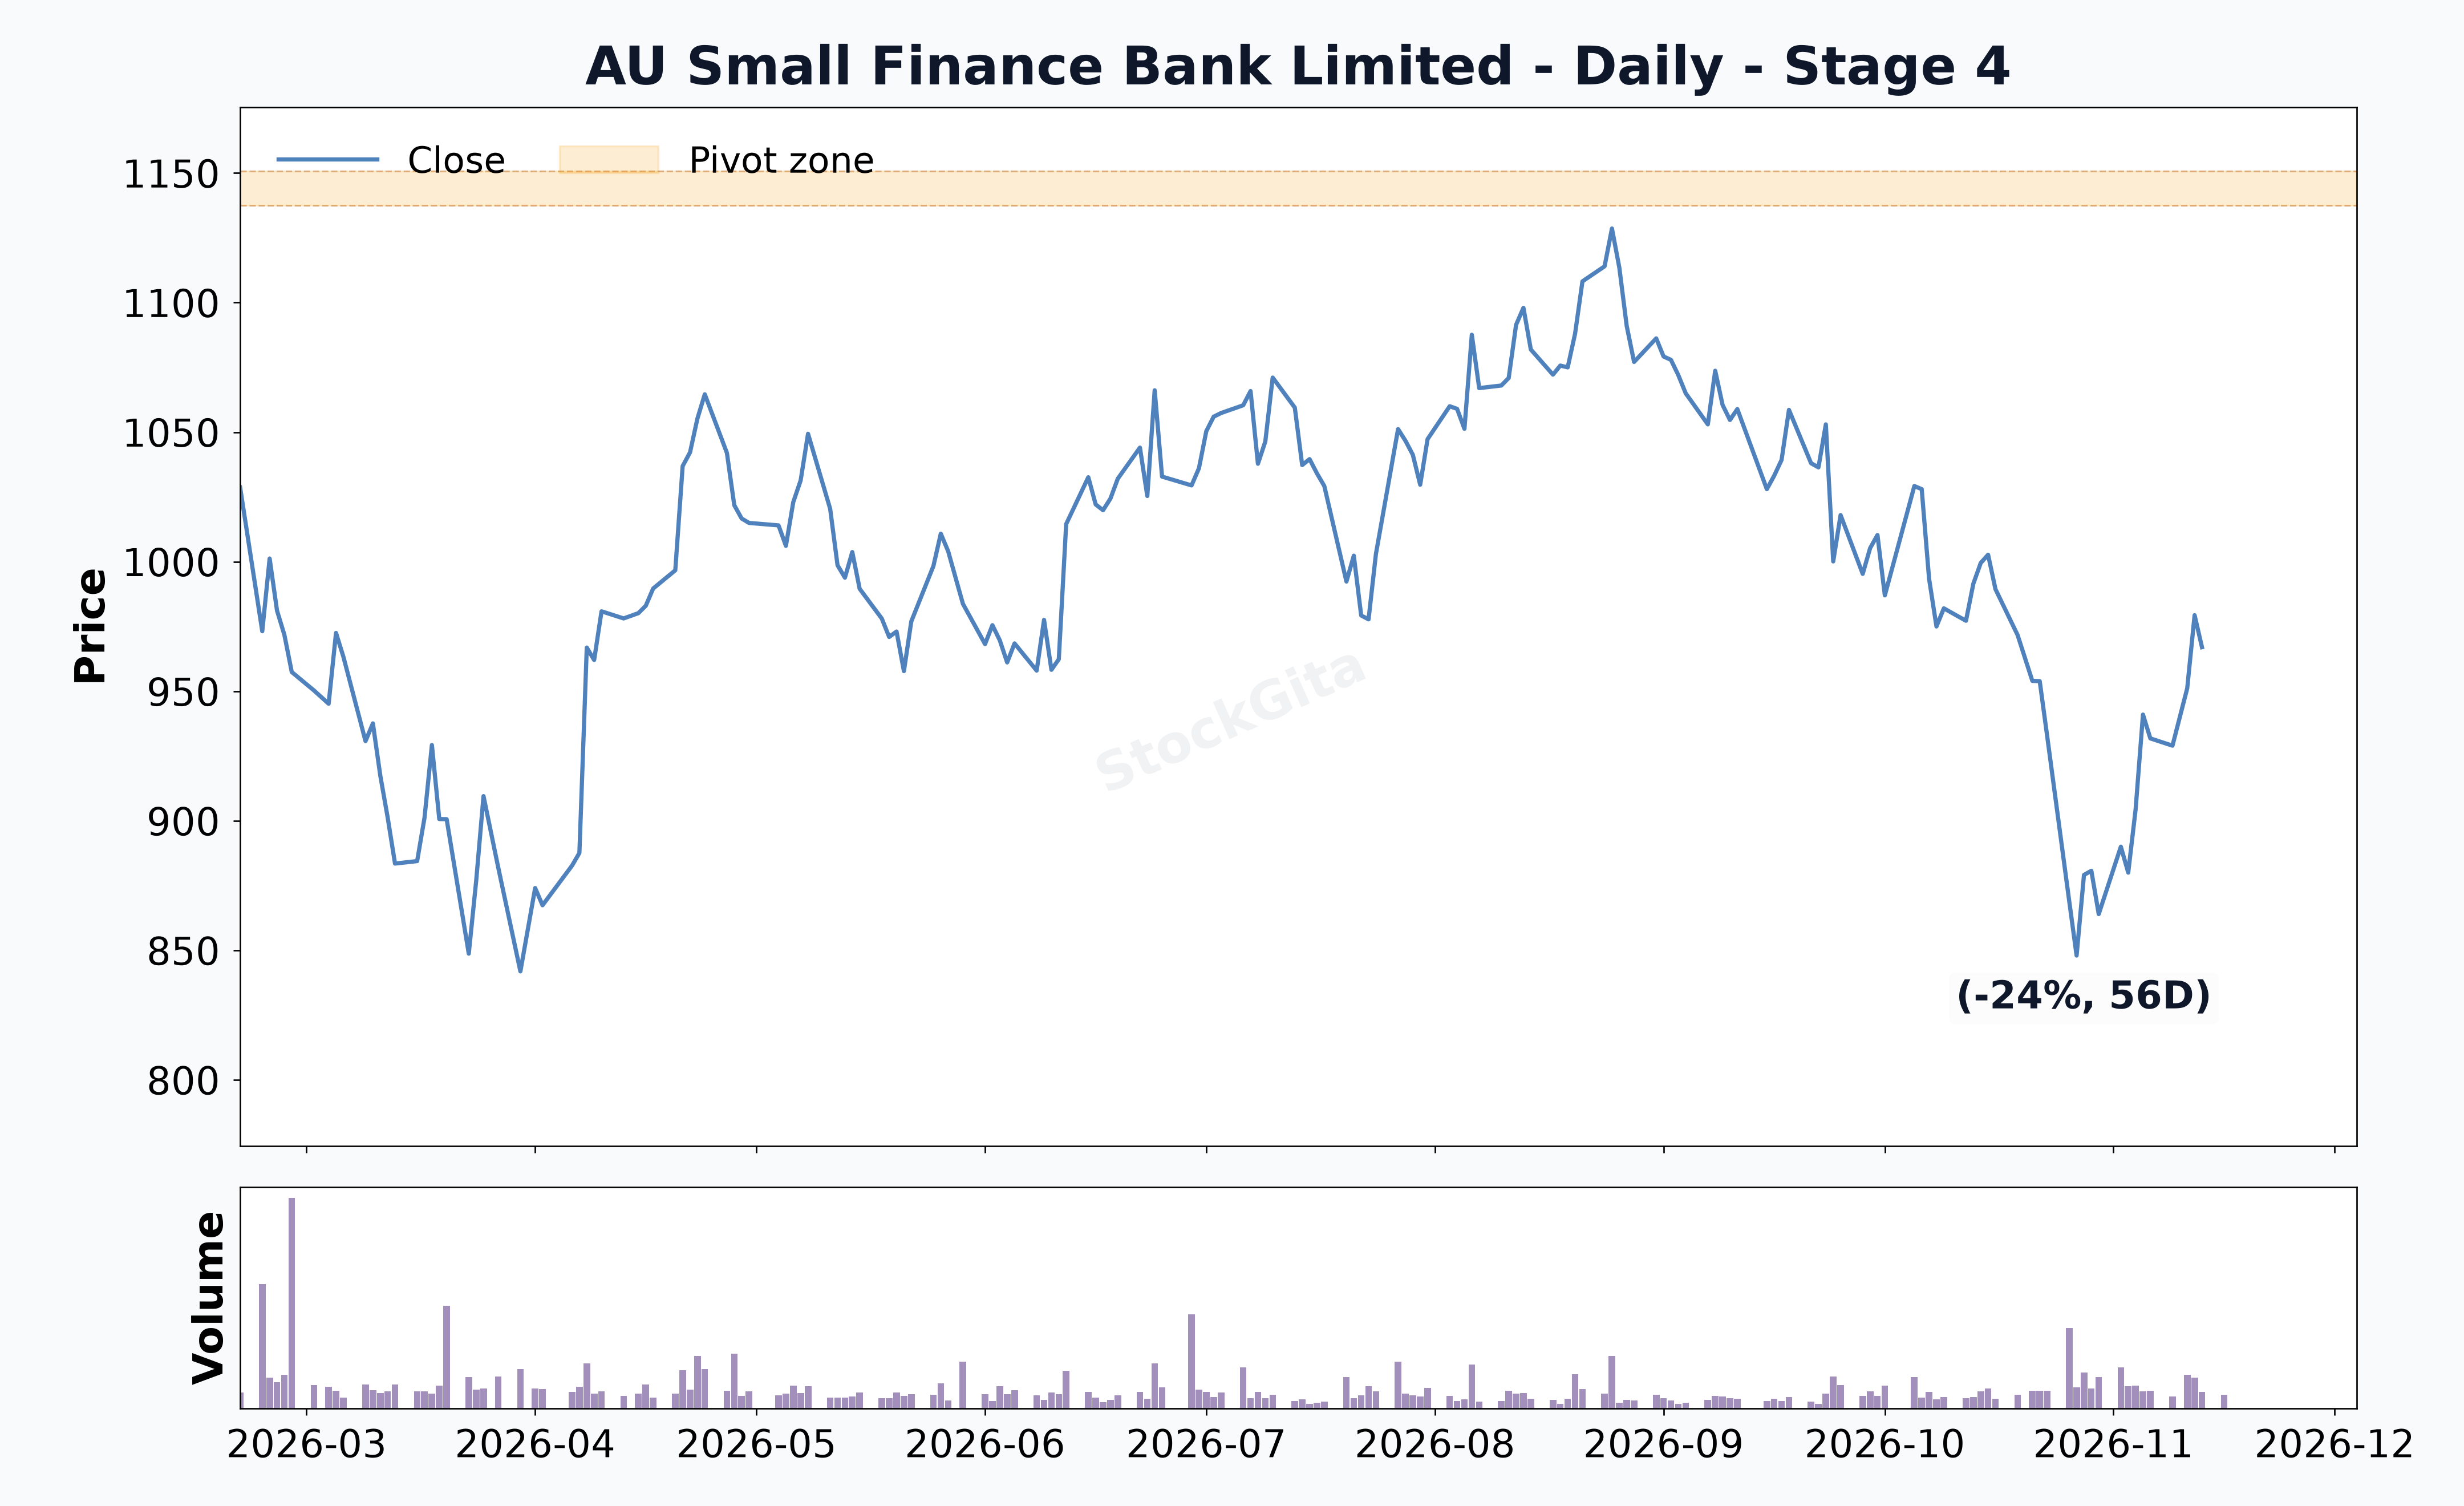 AU Small Finance Bank Limited - Daily - Stage 4
Close
Pivot zone
Price
1150
1100
1050
1000
950
900
850
800
StockGita
(-24%, 56D)
Volume
2026-03
2026-04
2026-05
2026-06
2026-07
2026-08
2026-09
2026-10
2026-11
2026-12